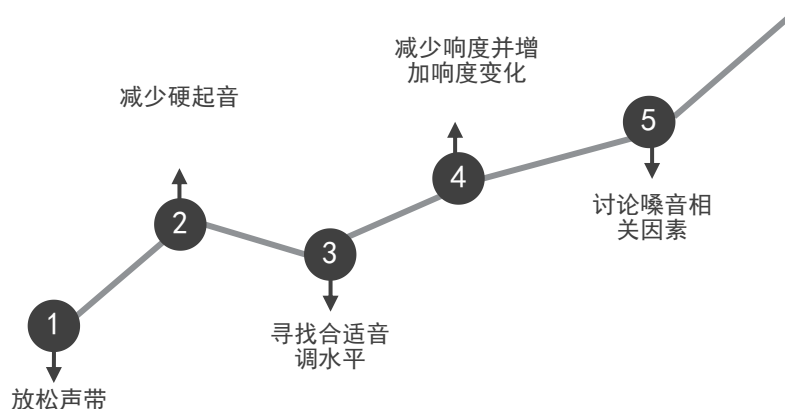 1
放松声带
2
减少硬起音
3
寻找合适音
调水平
4
减少响度并增
加响度变化
5
讨论嗓音相
关因素